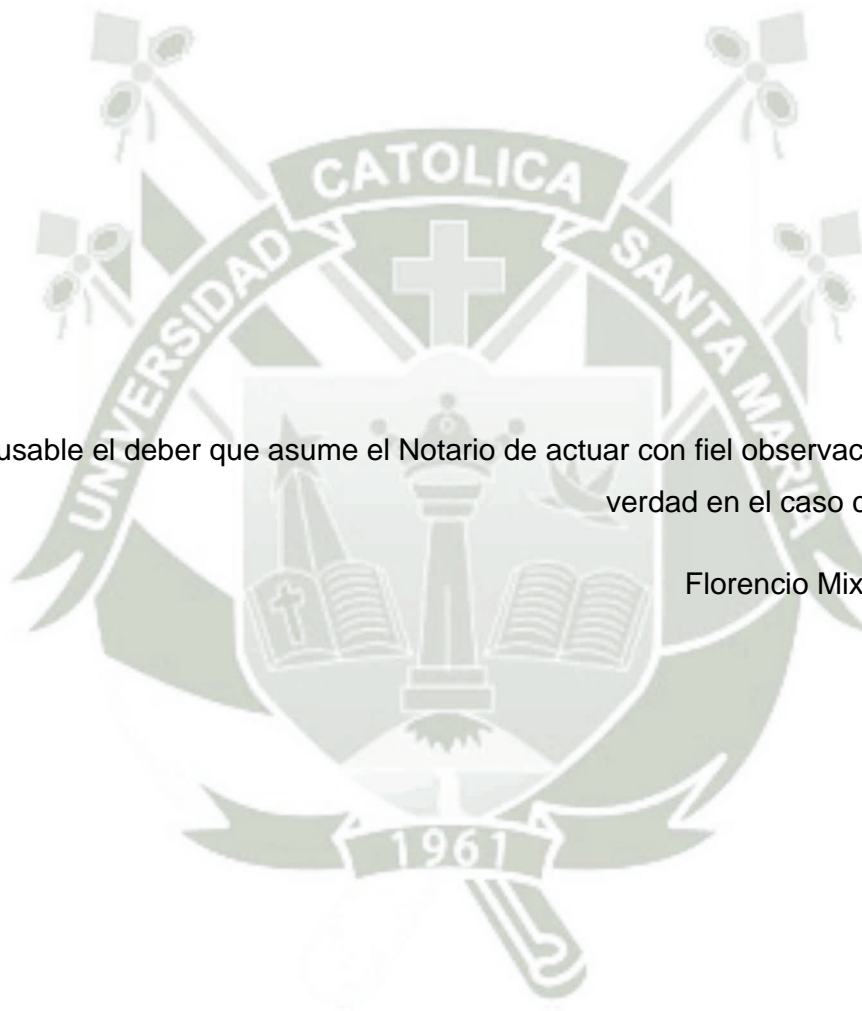 CATOLICA
UNIVERSIDAD
SANTA MARIA
usable el deber que asume el Notario de actuar con fiel observac
verdad en el caso
Florencio Mix
1961